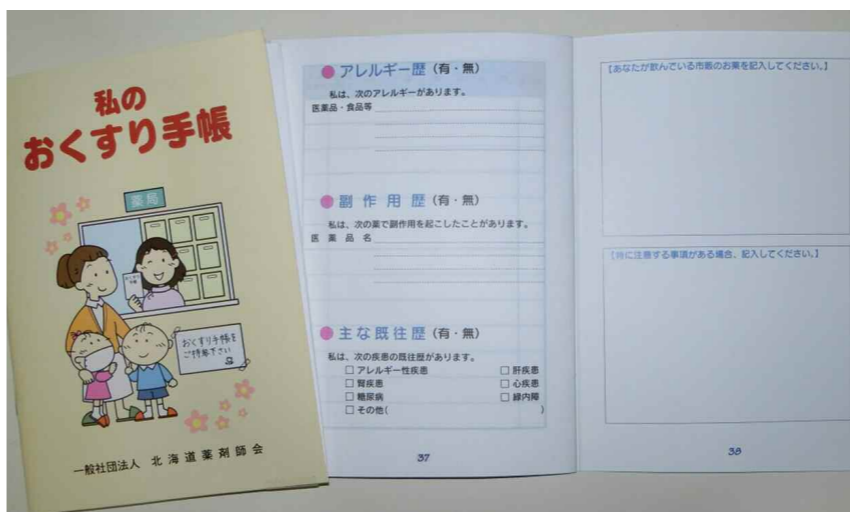 私の
おくすり手帳
薬局
おくすり手帳を
ご持参下さい
一般社団法人 北海道薬剤師会
●アレルギー歴(有・無)
私は、次のアレルギーがあります。
医薬品・食品等
●副作用歴(有・無)
私は、次の薬で副作用を起こしたことがあります。
医薬品名
●主な既往歴(有・無)
私は、次の疾患の既往歴があります。
□アレルギー性疾患 □肝疾患
□腎疾患 □心疾患
□糖尿病 □緑内障
□その他( )
37
【あなたが飲んでいる市販のお薬を記入してください。】
【特に注意する事項がある場合、記入してください。】
38